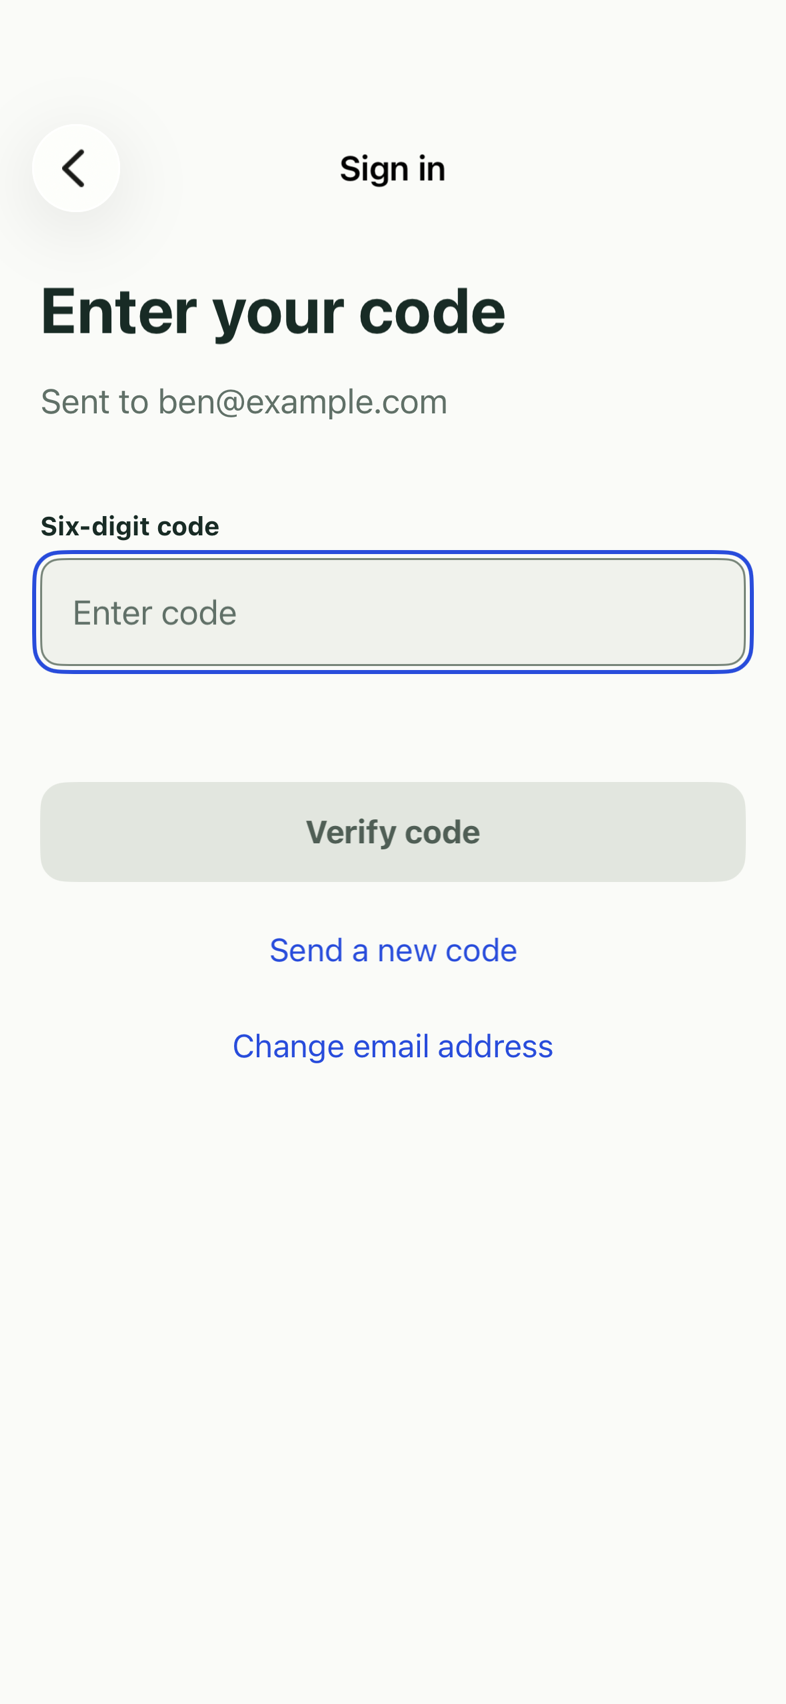 Sign in
Enter your code
Sent to ben@example.com
Six-digit code
Enter code
Verify code
Send a new code
Change email address